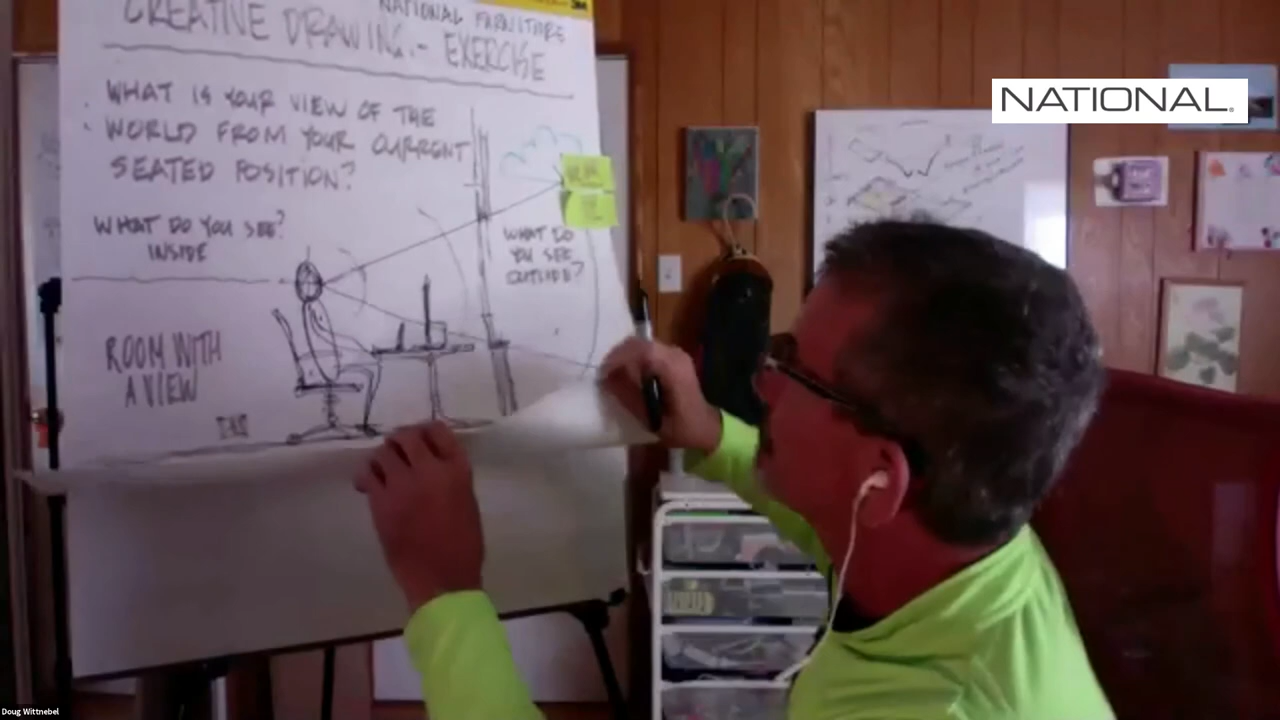 NATIONAL FURNITURE
CREATIVE DRAWING.- EXERCISE
WHAT IS YOUR VIEW OF THE
WORLD FROM YOUR CURRENT
SEATED POSITION?
WHAT DO YOU SEE?
INSIDE
WHAT DO
YOU SEE
OUTSIDE?
ROOM WITH
A VIEW
3M
NATIONAL.
Doug Wittnebel